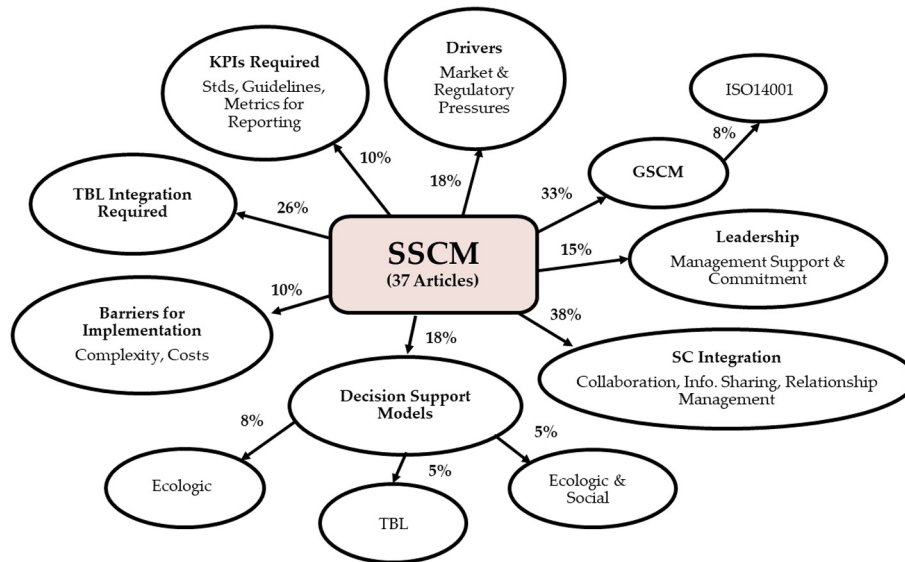 KPIs Required
Stds, Guidelines,
Metrics for
Reporting
Drivers
Market &
Regulatory
Pressures
ISO14001
8%
GSCM
10%
18%
33%
TBL Integration
Required
26%
SSCM
(37 Articles)
15%
Leadership
Management Support &
Commitment
Barriers for
Implementation
Complexity, Costs
10%
18%
38%
SC Integration
Collaboration, Info. Sharing, Relationship
Management
Decision Support
Models
8%
5%
5%
Ecologic
TBL
Ecologic &
Social